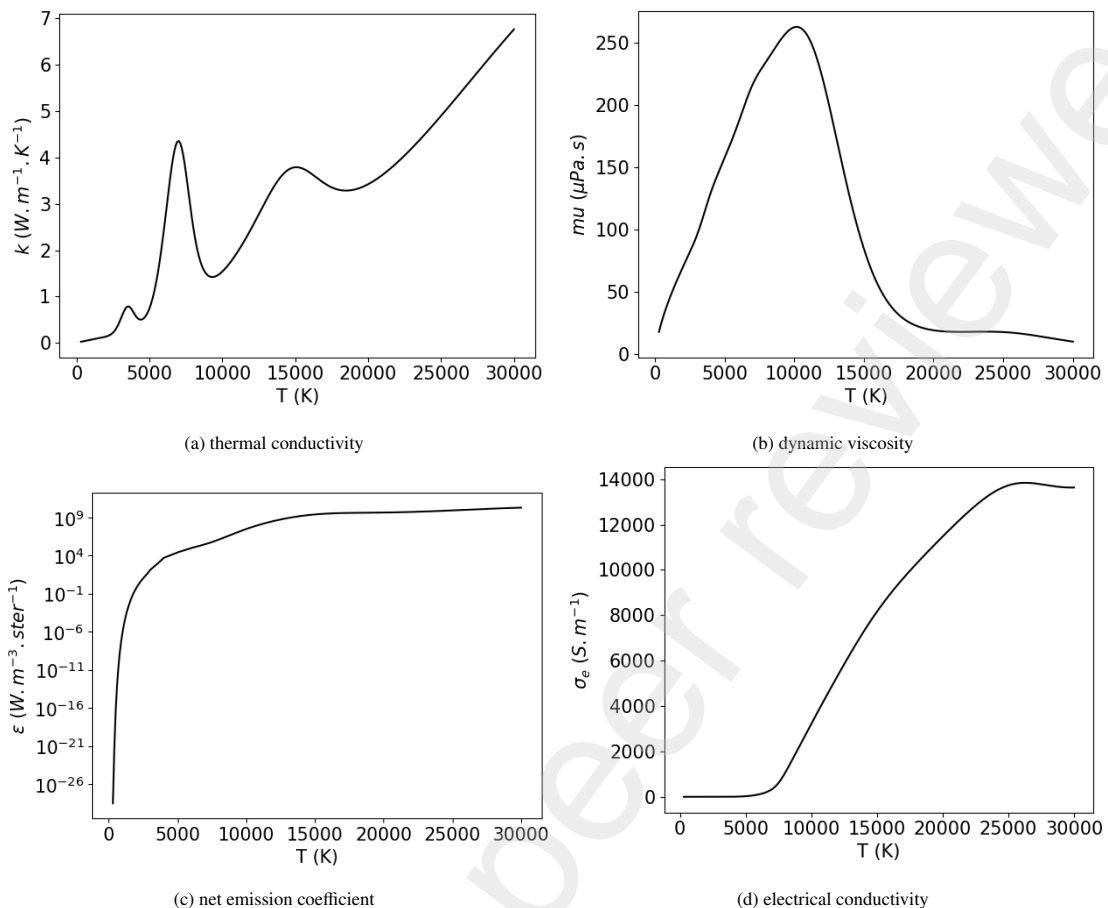 7
6
5
4
3
2
1
0
k (W. m⁻¹. K⁻¹)
0 5000 10000 15000 20000 25000 30000
T (K)
(a) thermal conductivity
250
200
150
100
50
0
mu (μPa. s)
0 5000 10000 15000 20000 25000 30000
T (K)
(b) dynamic viscosity
10⁹
10⁴
10⁻¹
10⁻⁶
10⁻¹¹
10⁻¹⁶
10⁻²¹
10⁻²⁶
ε (W. m⁻³. ster⁻¹)
0 5000 10000 15000 20000 25000 30000
T (K)
(c) net emission coefficient
14000
12000
10000
8000
6000
4000
2000
0
σₑ (S. m⁻¹)
0 5000 10000 15000 20000 25000 30000
T (K)
(d) electrical conductivity
peer reviewe